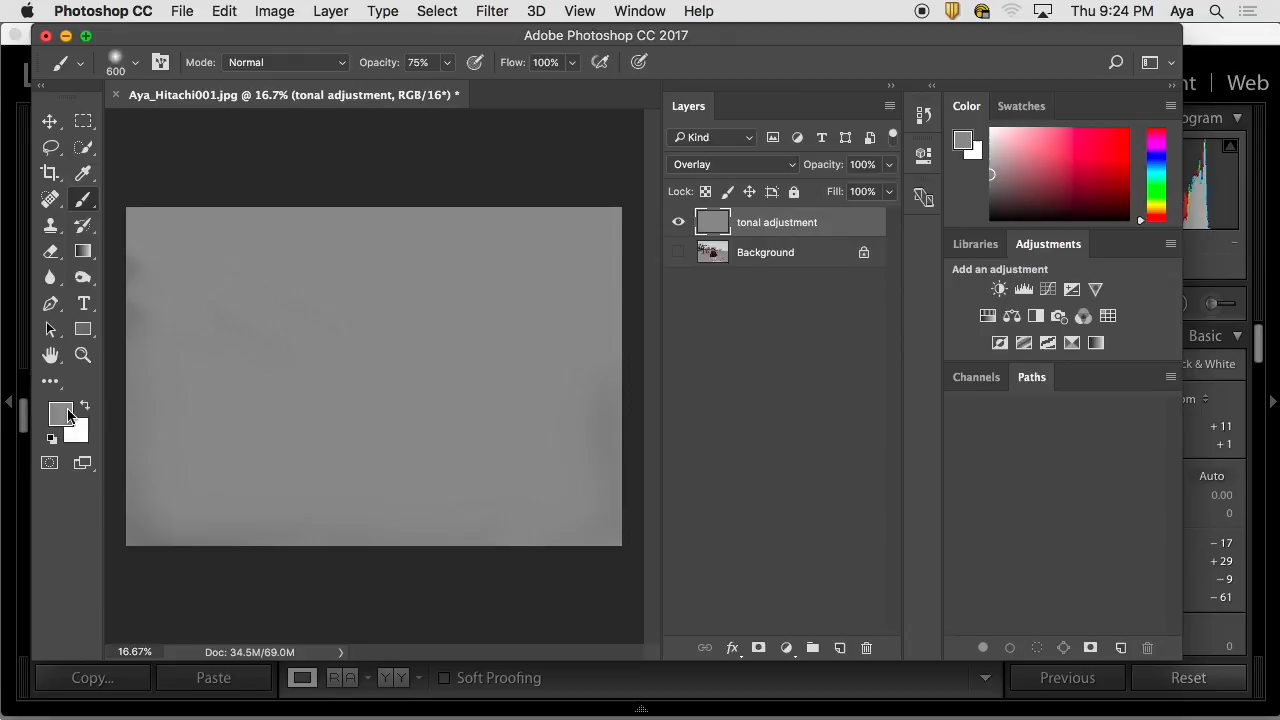 Photoshop CC File Edit Image Layer Type Select Filter 3D View Window Help Thu 9:24 PM Aya
Adobe Photoshop CC 2017
600 Mode: Normal Opacity: 75% Flow: 100%
Aya_Hitachi001.jpg @ 16.7% (tonal adjustment, RGB/16*) *
Layers
Color Swatches
Web
Kind
Overlay Opacity: 100%
Lock: Fill: 100%
tonal adjustment
Background
Libraries Adjustments
Add an adjustment
Channels Paths
Basic
+ 11
+ 1
Auto
0.00
0
– 17
+ 29
– 9
– 61
0
16.67% Doc: 34.5M/69.0M
Copy... Paste R A Y Y Soft Proofing Previous Reset